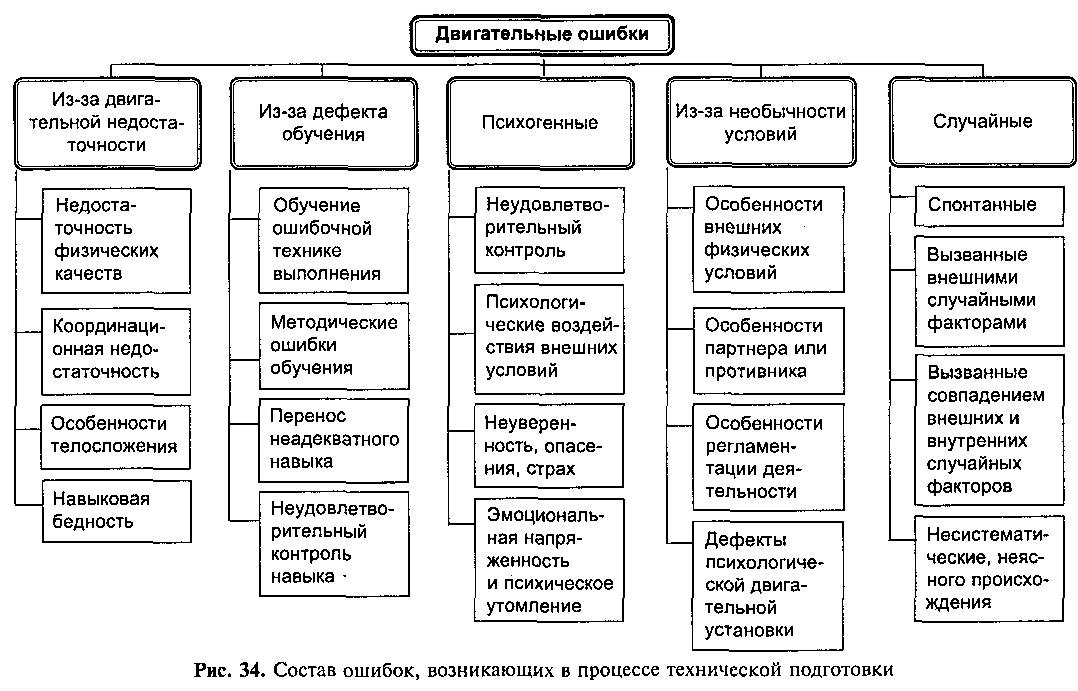 Двигательные ошибки
Из-за двига-
тельной недоста-
точности
Из-за дефекта
обучения
Психогенные
Из-за необычности
условий
Случайные
Недоста-
точность
физических
качеств
Координаци-
онная недо-
статочность
Особенности
телосложения
Навыковая
бедность
Обучение
ошибочной
технике
выполнения
Методические
ошибки
обучения
Перенос
неадекватного
навыка
Неудовлетво-
рительный
контроль
навыка
Неудовлетво-
рительный
контроль
Психологи-
ческие воздей-
ствия внешних
условий
Неуверен-
ность, опасе-
ния, страх
Эмоциональ-
ная напря-
женность
и психическое
утомление
Особенности
внешних
физических
условий
Особенности
партнера или
противника
Особенности
регламен-
тации дея-
тельности
Дефекты
психологиче-
ской двига-
тельной
установки
Спонтанные
Вызванные
внешними
случайными
факторами
Вызванные
совпадением
внешних и
внутренних
случайных
факторов
Несистемати-
ческие, неяс-
ного происхо-
ждения
Рис. 34. Состав ошибок, возникающих в процессе технической подготовки